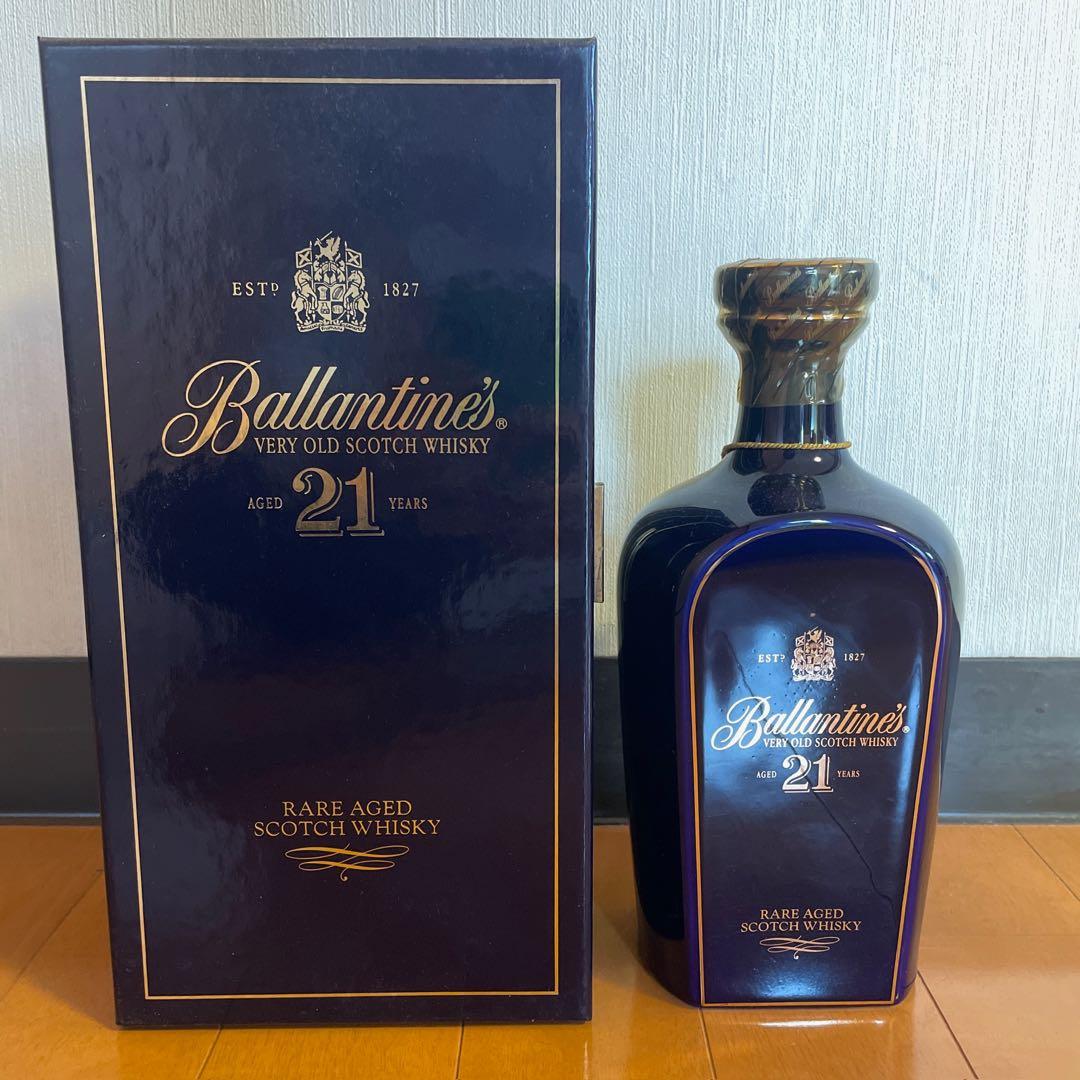 ESTD 1827
Ballantine's®
VERY OLD SCOTCH WHISKY
AGED 21 YEARS
RARE AGED
SCOTCH WHISKY
Ballantine's
ESTD 1827
Ballantine's®
VERY OLD SCOTCH WHISKY
AGED 21 YEARS
RARE AGED
SCOTCH WHISKY